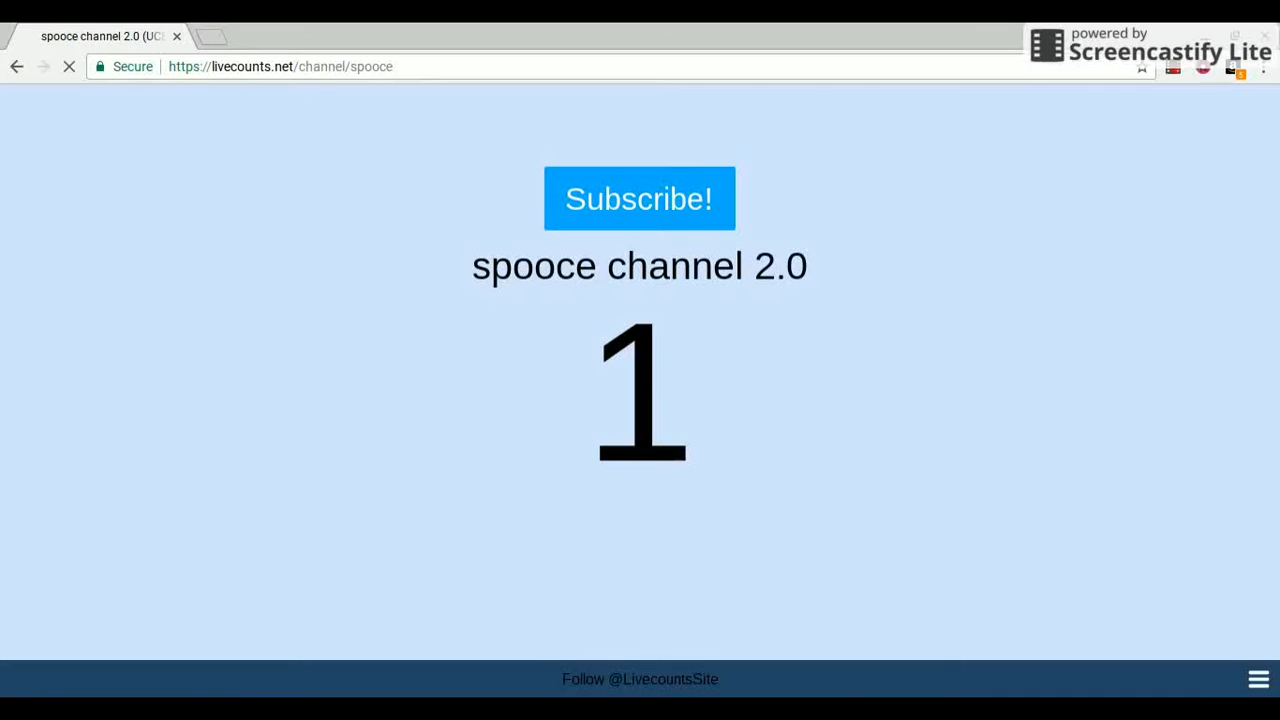 spooce channel 2.0 (UC
powered by
Screencastify Lite
Secure
https://livecounts.net/channel/spooce
5
Subscribe!
spooce channel 2.0
1
Follow @LivecountsSite